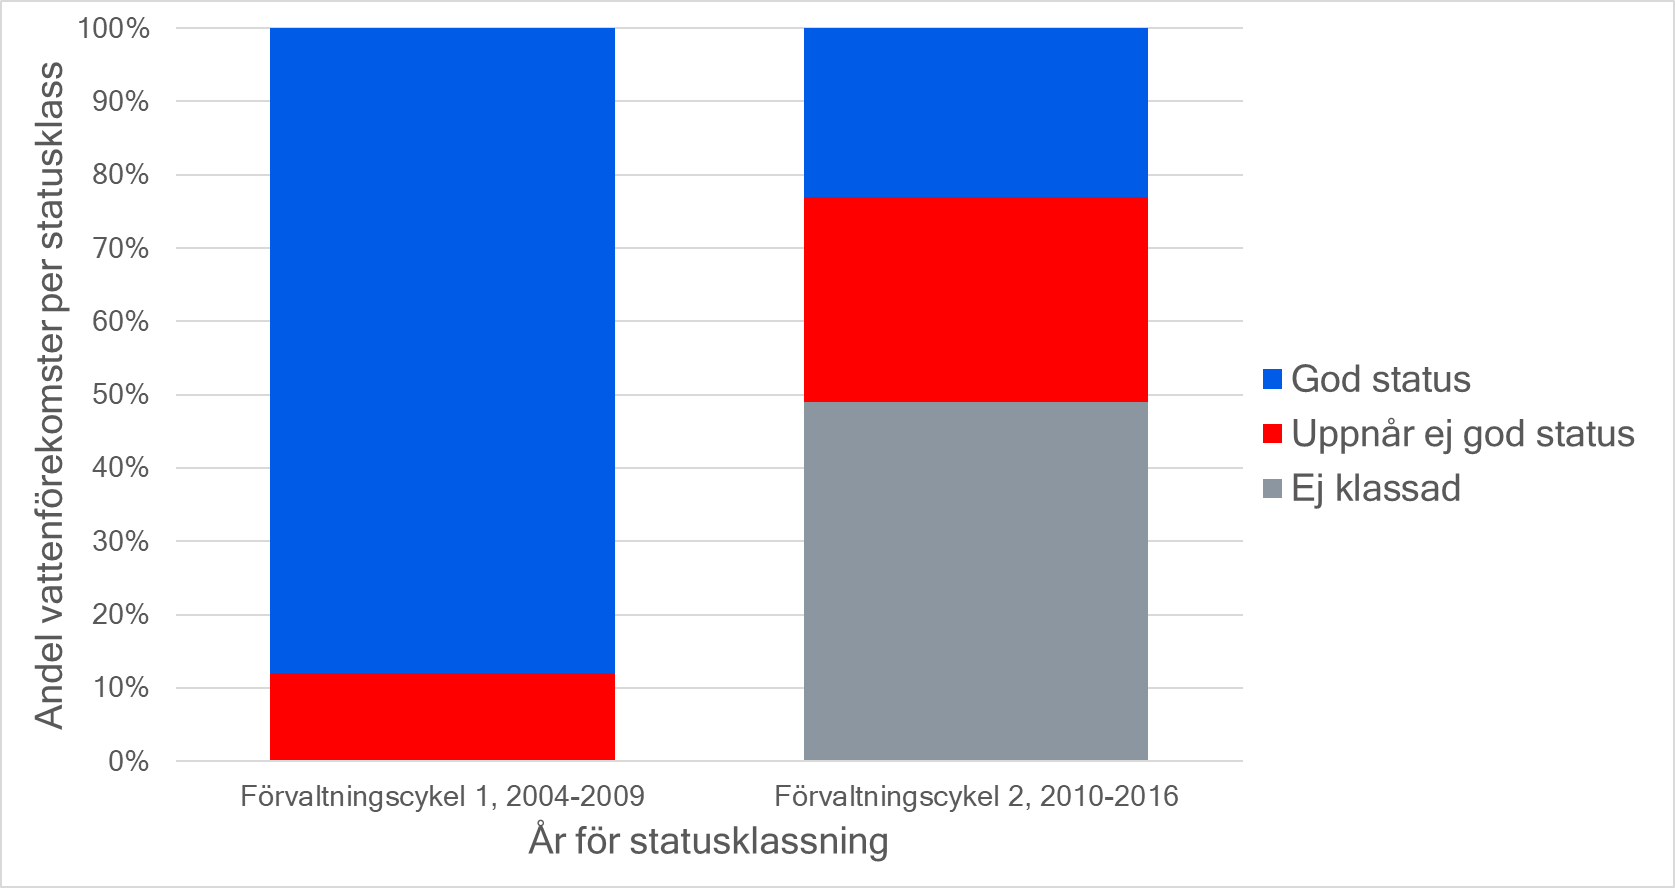 Andel vattenförekomster per statusklass
100%
90%
80%
70%
60%
50%
40%
30%
20%
10%
0%
Förvaltningscykel 1, 2004-2009
Förvaltningscykel 2, 2010-2016
År för statusklassning
God status
Uppnår ej god status
Ej klassad